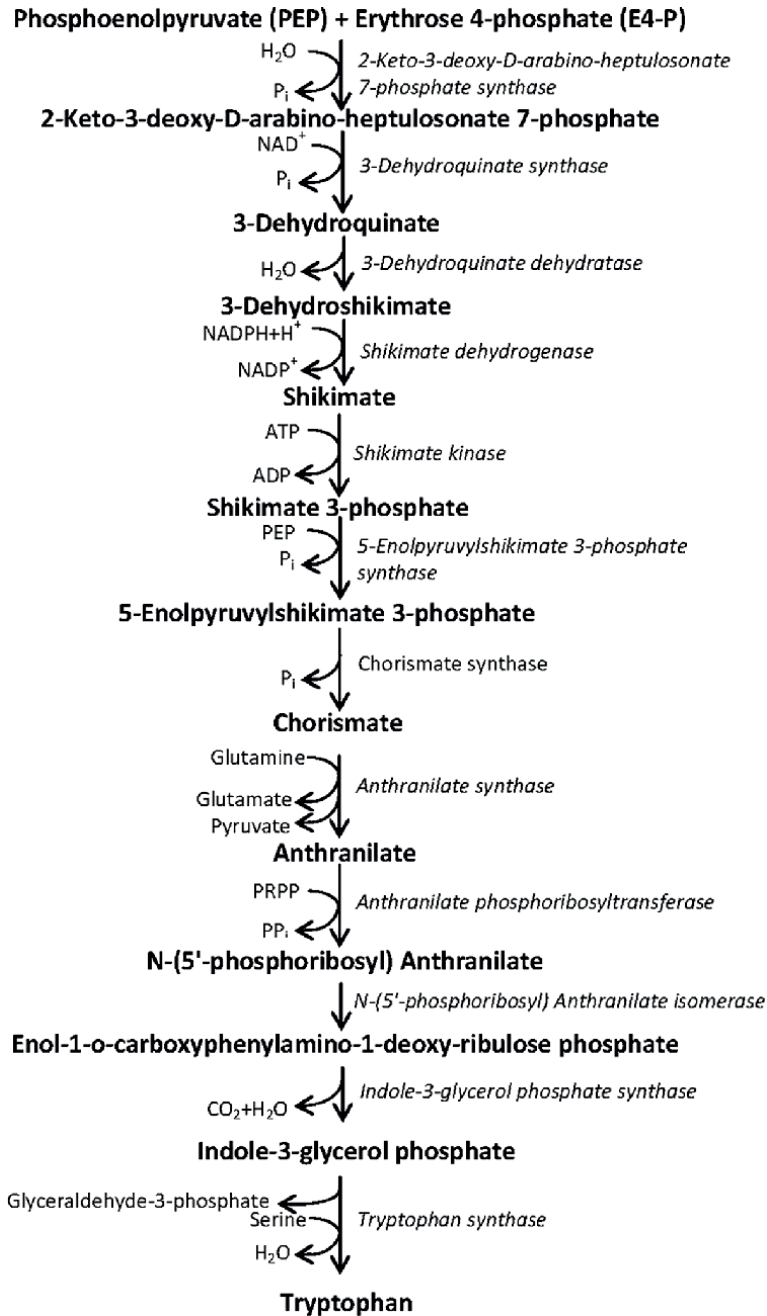 Phosphoenolpyruvate (PEP) + Erythrose 4-phosphate (E4-P)
H₂O
2-Keto-3-deoxy-D-arabino-heptulosonate
Pᵢ
7-phosphate synthase
2-Keto-3-deoxy-D-arabino-heptulosonate 7-phosphate
NAD⁺
3-Dehydroquinate synthase
Pᵢ
3-Dehydroquinate
H₂O
3-Dehydroquinate dehydratase
3-Dehydroshikimate
NADPH+H⁺
Shikimate dehydrogenase
NADP⁺
Shikimate
ATP
Shikimate kinase
ADP
Shikimate 3-phosphate
PEP
5-Enolpyruvylshikimate 3-phosphate
Pᵢ
synthase
5-Enolpyruvylshikimate 3-phosphate
Pᵢ
Chorismate synthase
Chorismate
Glutamine
Anthranilate synthase
Glutamate
Pyruvate
Anthranilate
PRPP
Anthranilate phosphoribosyltransferase
PPᵢ
N-(5'-phosphoribosyl) Anthranilate
N-(5'-phosphoribosyl) Anthranilate isomerase
Enol-1-o-carboxyphenylamino-1-deoxy-ribulose phosphate
Indole-3-glycerol phosphate synthase
CO₂+H₂O
Indole-3-glycerol phosphate
Glyceraldehyde-3-phosphate
Serine
Tryptophan synthase
H₂O
Tryptophan